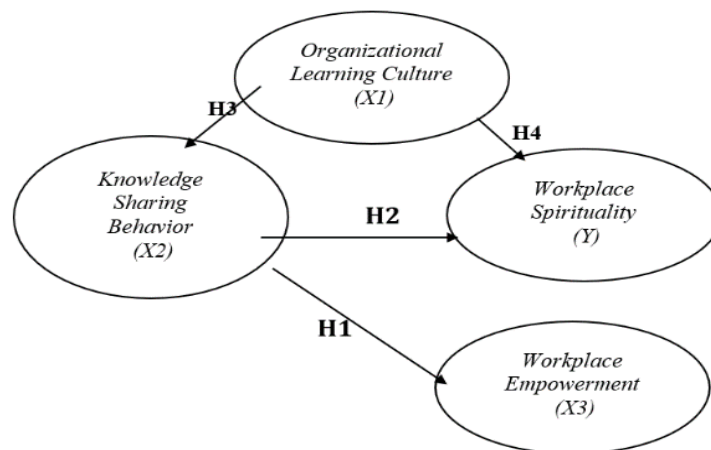 Organizational
Learning Culture
(X1)
H3
H4
Knowledge
Sharing
Behavior
(X2)
Workplace
Spirituality
(Y)
H2
H1
Workplace
Empowerment
(X3)